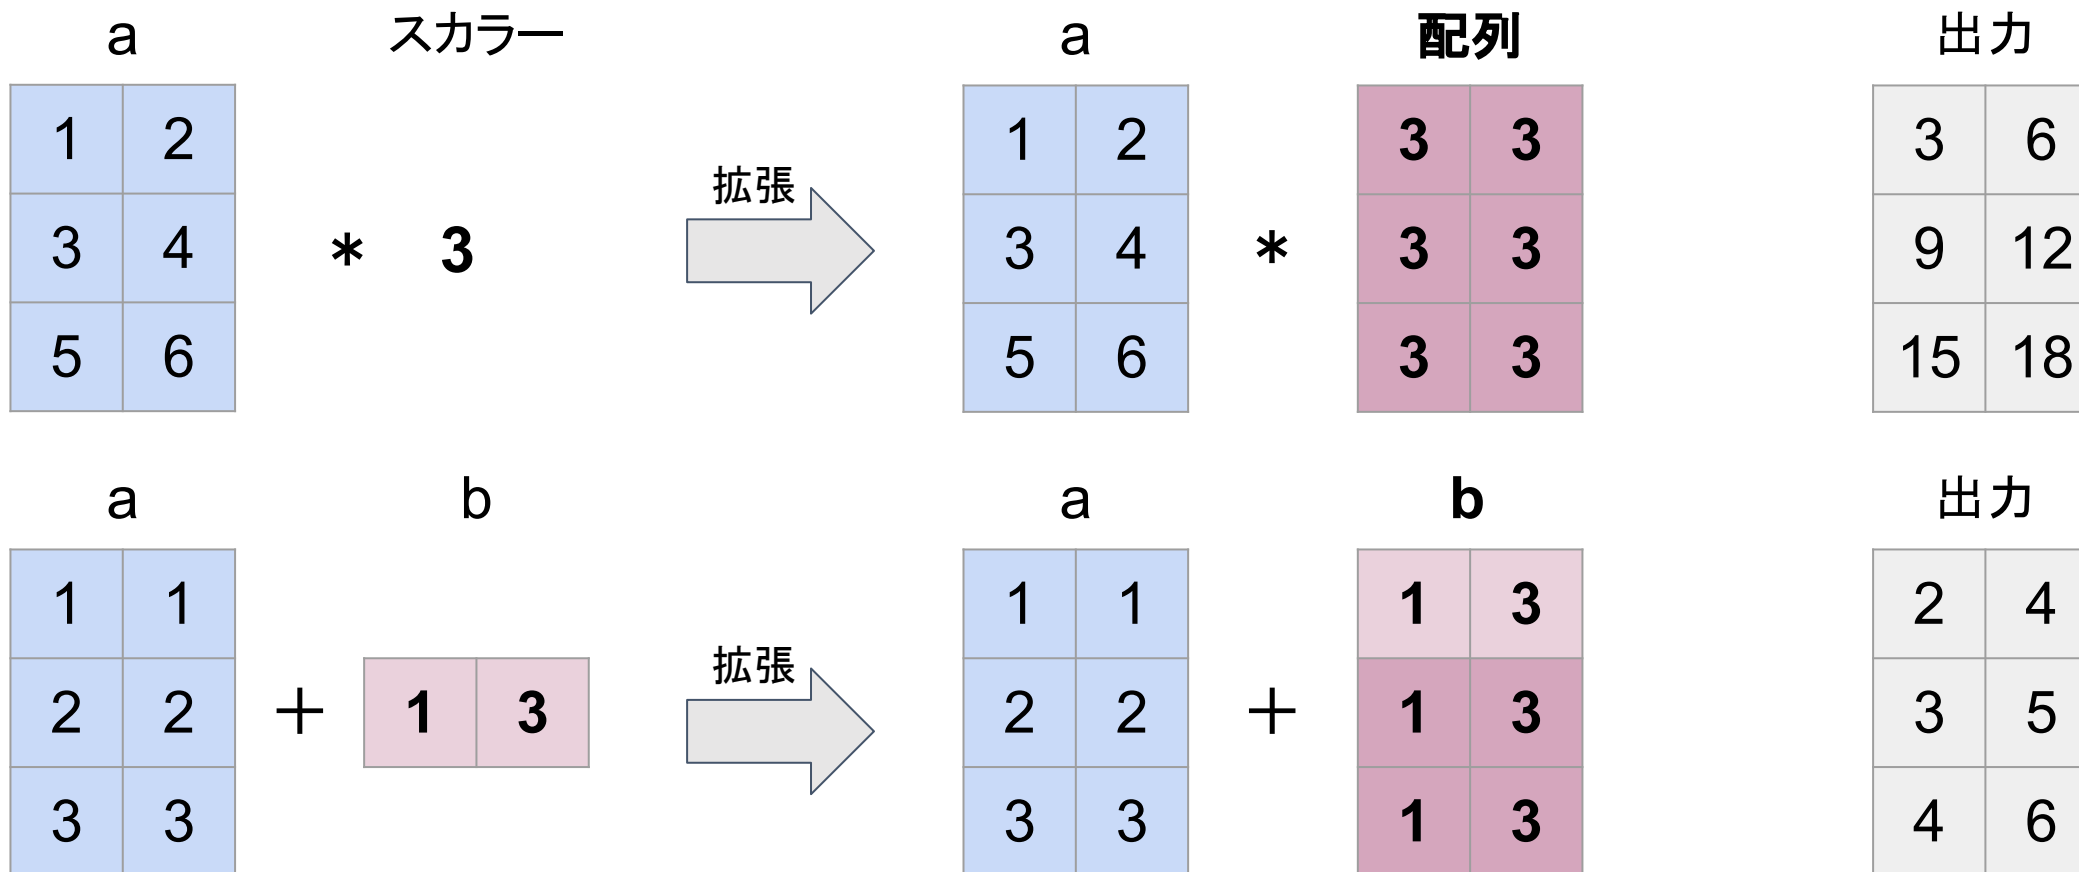 a スカラー a 配列 出力
1 2 1 2 3 3 3 6
拡張
3 4 * 3 3 4 * 3 3 9 12
5 6 5 6 3 3 15 18
a b a b 出力
1 1 1 1 1 3 2 4
拡張
2 2 + 1 3 2 2 + 1 3 3 5
3 3 3 3 1 3 4 6